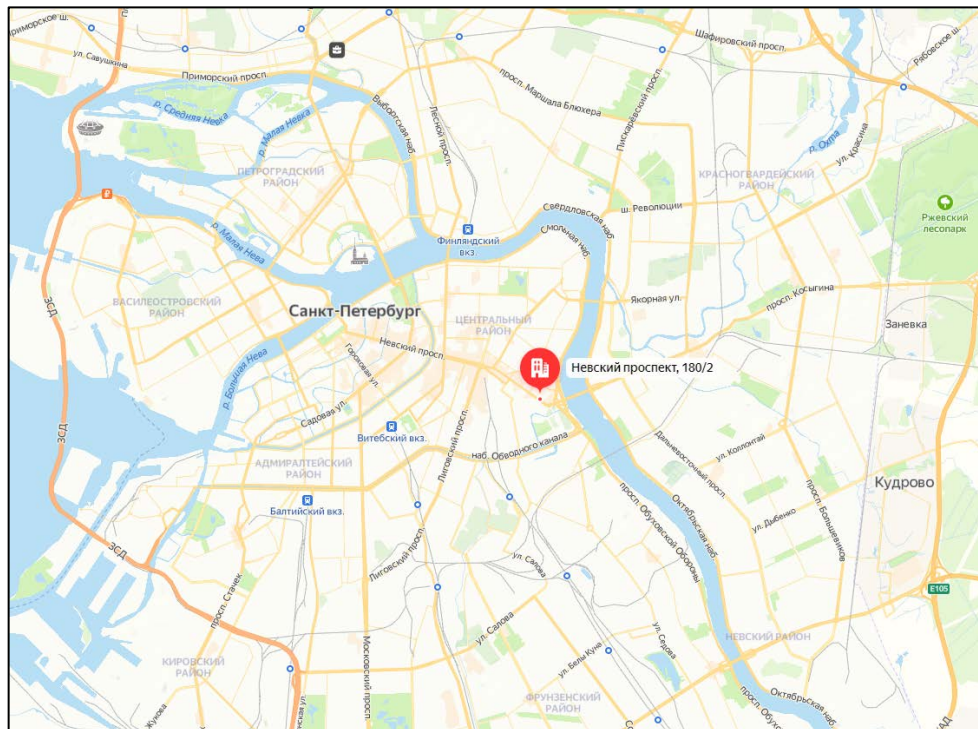 Приморское ш.
ул. Савушкина
Приморский просп.
р. Средняя Невка
р. Малая Невка
Выборгская наб.
Лесной просп.
просп. Маршала Блюхера
Пискарёвский просп.
Шафировский просп.
Рябовское ш.
р. Охта
ул. Красина
ПЕТРОГРАДСКИЙ
РАЙОН
КРАСНОГВАРДЕЙСКИЙ
РАЙОН
Ржевский
лесопарк
ш. Революции
Свердловская наб.
Смольная наб.
Финляндский
вкз.
р. Малая Нева
ЗСД
ВАСИЛЕОСТРОВСКИЙ
РАЙОН
Санкт-Петербург
ЦЕНТРАЛЬНЫЙ
РАЙОН
Якорная ул.
просп. Косыгина
Заневка
Невский просп.
Гороховая ул.
Невский проспект, 180/2
р. Большая Нева
Садовая ул.
Витебский вкз.
Лиговский просп.
наб. Обводного канала
Дальневосточный просп.
ул. Коллонтай
ЗСД
АДМИРАЛТЕЙСКИЙ
РАЙОН
Балтийский вкз.
просп. Обуховской Обороны
Октябрьская наб.
ул. Дыбенко
просп. Большевиков
Кудрово
ЗСД
Лиговский просп.
ул. Салова
просп. Стачек
E105
ул. Салова
ул. Белы Куна
ул. Седова
НЕВСКИЙ РАЙОН
КИРОВСКИЙ
РАЙОН
Московский просп.
ФРУНЗЕНСКИЙ
РАЙОН
Октябрьская наб.